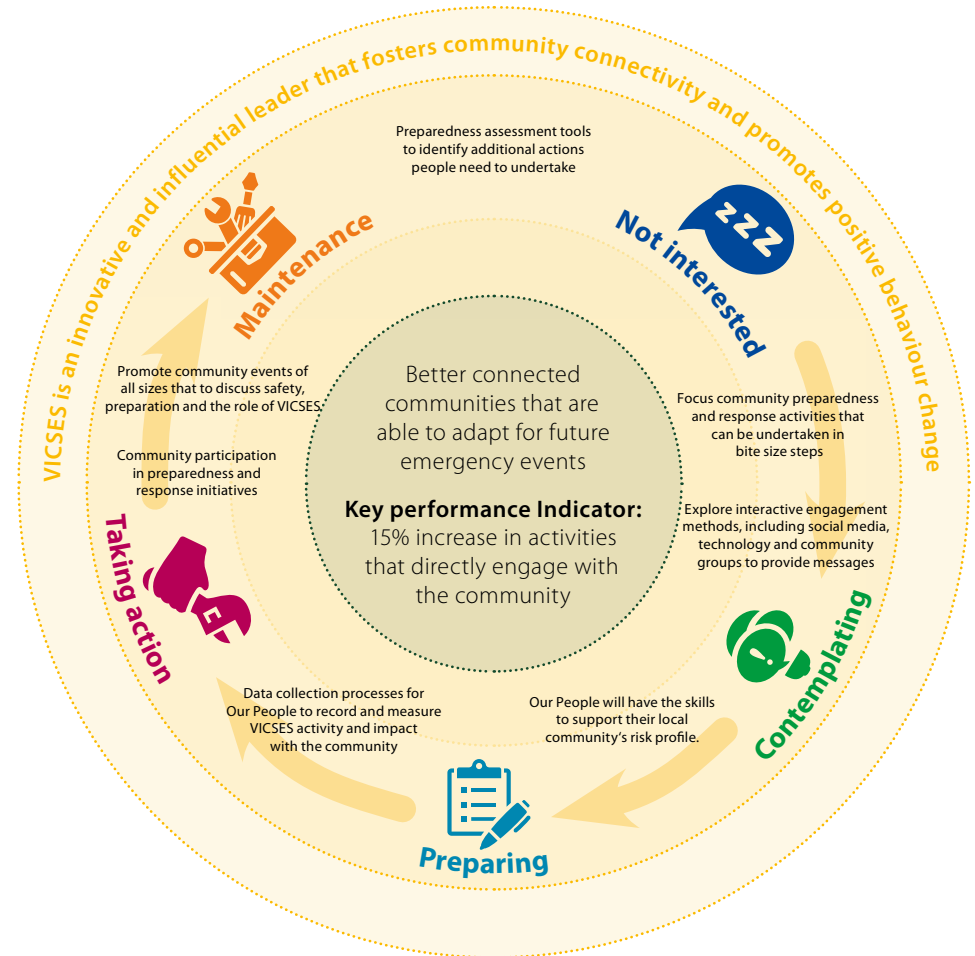 VICSES is an innovative and influential leader that fosters community connectivity and promotes positive behaviour change
Preparedness assessment tools
to identify additional actions
people need to undertake
zzz
Not interested
Focus community preparedness
and response activities that
can be undertaken in
bite size steps
Explore interactive engagement
methods, including social media,
technology and community
groups to provide messages
Contemplating
Our People will have the skills
to support their local
community's risk profile.
Preparing
Data collection processes for
Our People to record and measure
VICSES activity and impact
with the community
Taking action
Community participation
in preparedness and
response initiatives
Promote community events of
all sizes that to discuss safety,
preparation and the role of VICSES
Maintenance
Better connected
communities that are
able to adapt for future
emergency events
Key performance Indicator:
15% increase in activities
that directly engage with
the community